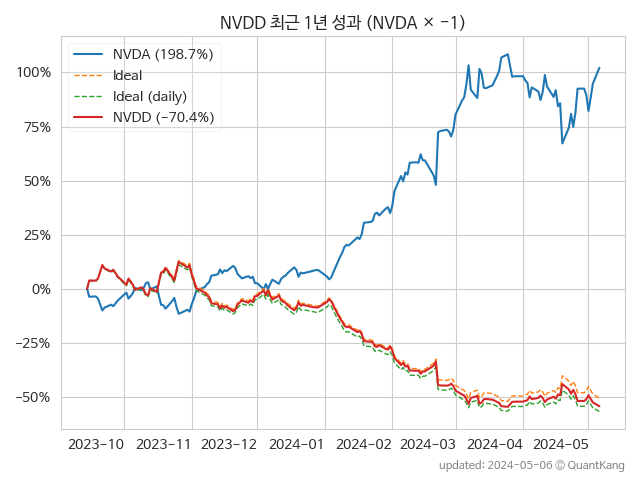 NVDD 최근 1년 성과 (NVDA × −1)
NVDA (198.7%)
Ideal
Ideal (daily)
NVDD (−70.4%)
100%
75%
50%
25%
0%
−25%
−50%
2023−10 2023−11 2023−12 2024−01 2024−02 2024−03 2024−04 2024−05
updated: 2024−05−06 © QuantKang